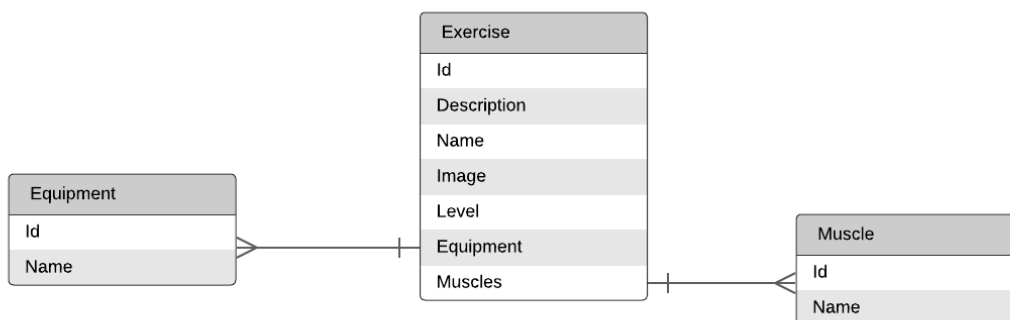 Exercise
Id
Description
Name
Image
Level
Equipment
Muscles
Equipment
Id
Name
Muscle
Id
Name